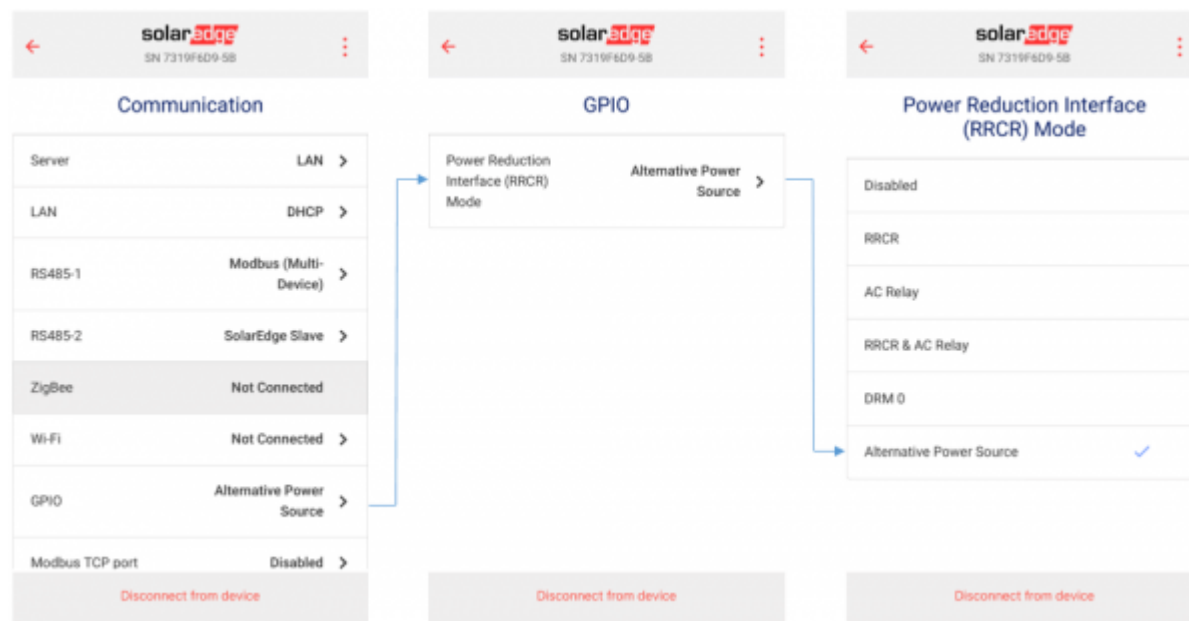 solaredge
SN 7319F6D9-5B
Communication
Server LAN
LAN DHCP
RS485-1 Modbus (Multi-
Device)
RS485-2 SolarEdge Slave
ZigBee Not Connected
Wi-Fi Not Connected
GPIO Alternative Power
Source
Modbus TCP port Disabled
Disconnect from device
solaredge
SN 7319F6D9-5B
GPIO
Power Reduction
Interface (RRCR)
Mode
Alternative Power
Source
Disconnect from device
solaredge
SN 7319F6D9-5B
Power Reduction Interface
(RRCR) Mode
Disabled
RRCR
AC Relay
RRCR & AC Relay
DRM 0
Alternative Power Source
Disconnect from device